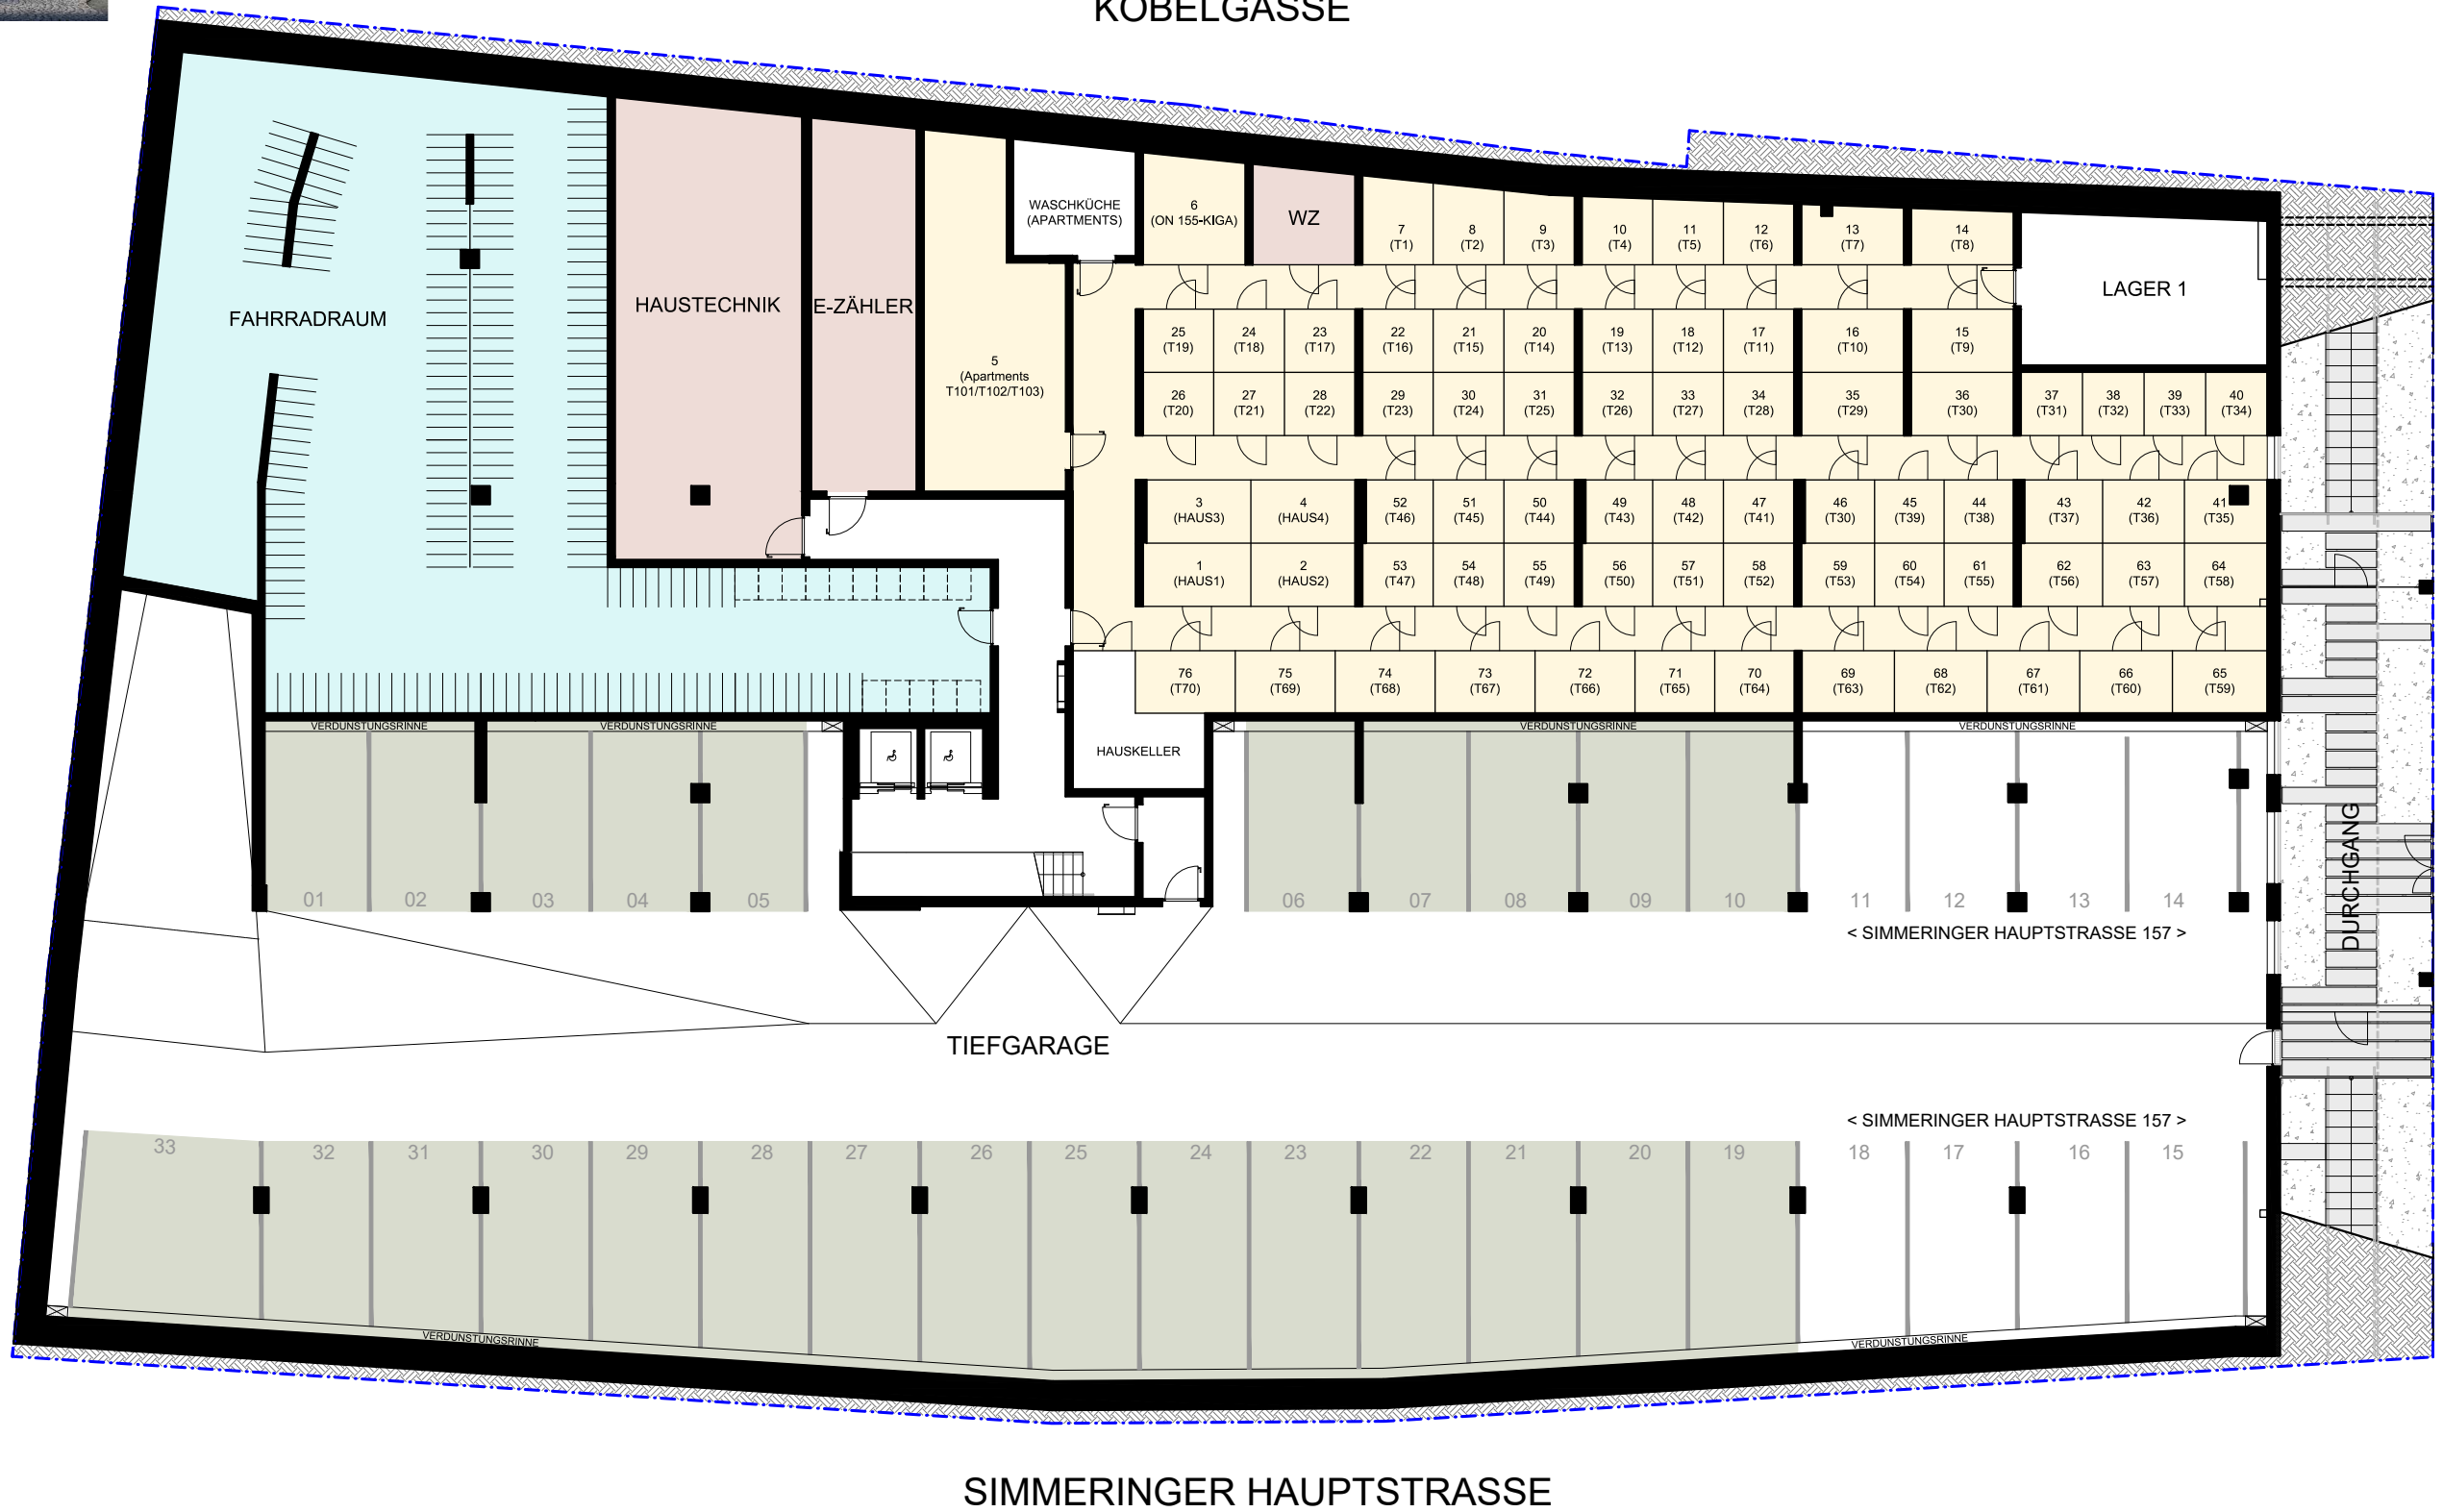 KOBELGASSE
WASCHKÜCHE
(APARTMENTS)
6
(ON 155-KIGA)
WZ
7
(T1)
8
(T2)
9
(T3)
10
(T4)
11
(T5)
12
(T6)
13
(T7)
14
(T8)
LAGER 1
FAHRRADRAUM
HAUSTECHNIK
E-ZÄHLER
5
(Apartments
T101/T102/T103)
25
(T19)
24
(T18)
23
(T17)
22
(T16)
21
(T15)
20
(T14)
19
(T13)
18
(T12)
17
(T11)
16
(T10)
15
(T9)
26
(T20)
27
(T21)
28
(T22)
29
(T23)
30
(T24)
31
(T25)
32
(T26)
33
(T27)
34
(T28)
35
(T29)
36
(T30)
37
(T31)
38
(T32)
39
(T33)
40
(T34)
3
(HAUS3)
4
(HAUS4)
52
(T46)
51
(T45)
50
(T44)
49
(T43)
48
(T42)
47
(T41)
46
(T30)
45
(T39)
44
(T38)
43
(T37)
42
(T36)
41
(T35)
1
(HAUS1)
2
(HAUS2)
53
(T47)
54
(T48)
55
(T49)
56
(T50)
57
(T51)
58
(T52)
59
(T53)
60
(T54)
61
(T55)
62
(T56)
63
(T57)
64
(T58)
76
(T70)
75
(T69)
74
(T68)
73
(T67)
72
(T66)
71
(T65)
70
(T64)
69
(T63)
68
(T62)
67
(T61)
66
(T60)
65
(T59)
VERDUNSTUNGSRINNE
VERDUNSTUNGSRINNE
VERDUNSTUNGSRINNE
VERDUNSTUNGSRINNE
HAUSKELLER
DURCHGANG
01
02
03
04
05
06
07
08
09
10
11
12
13
14
< SIMMERINGER HAUPTSTRASSE 157 >
TIEFGARAGE
< SIMMERINGER HAUPTSTRASSE 157 >
33
32
31
30
29
28
27
26
25
24
23
22
21
20
19
18
17
16
15
VERDUNSTUNGSRINNE
VERDUNSTUNGSRINNE
SIMMERINGER HAUPTSTRASSE